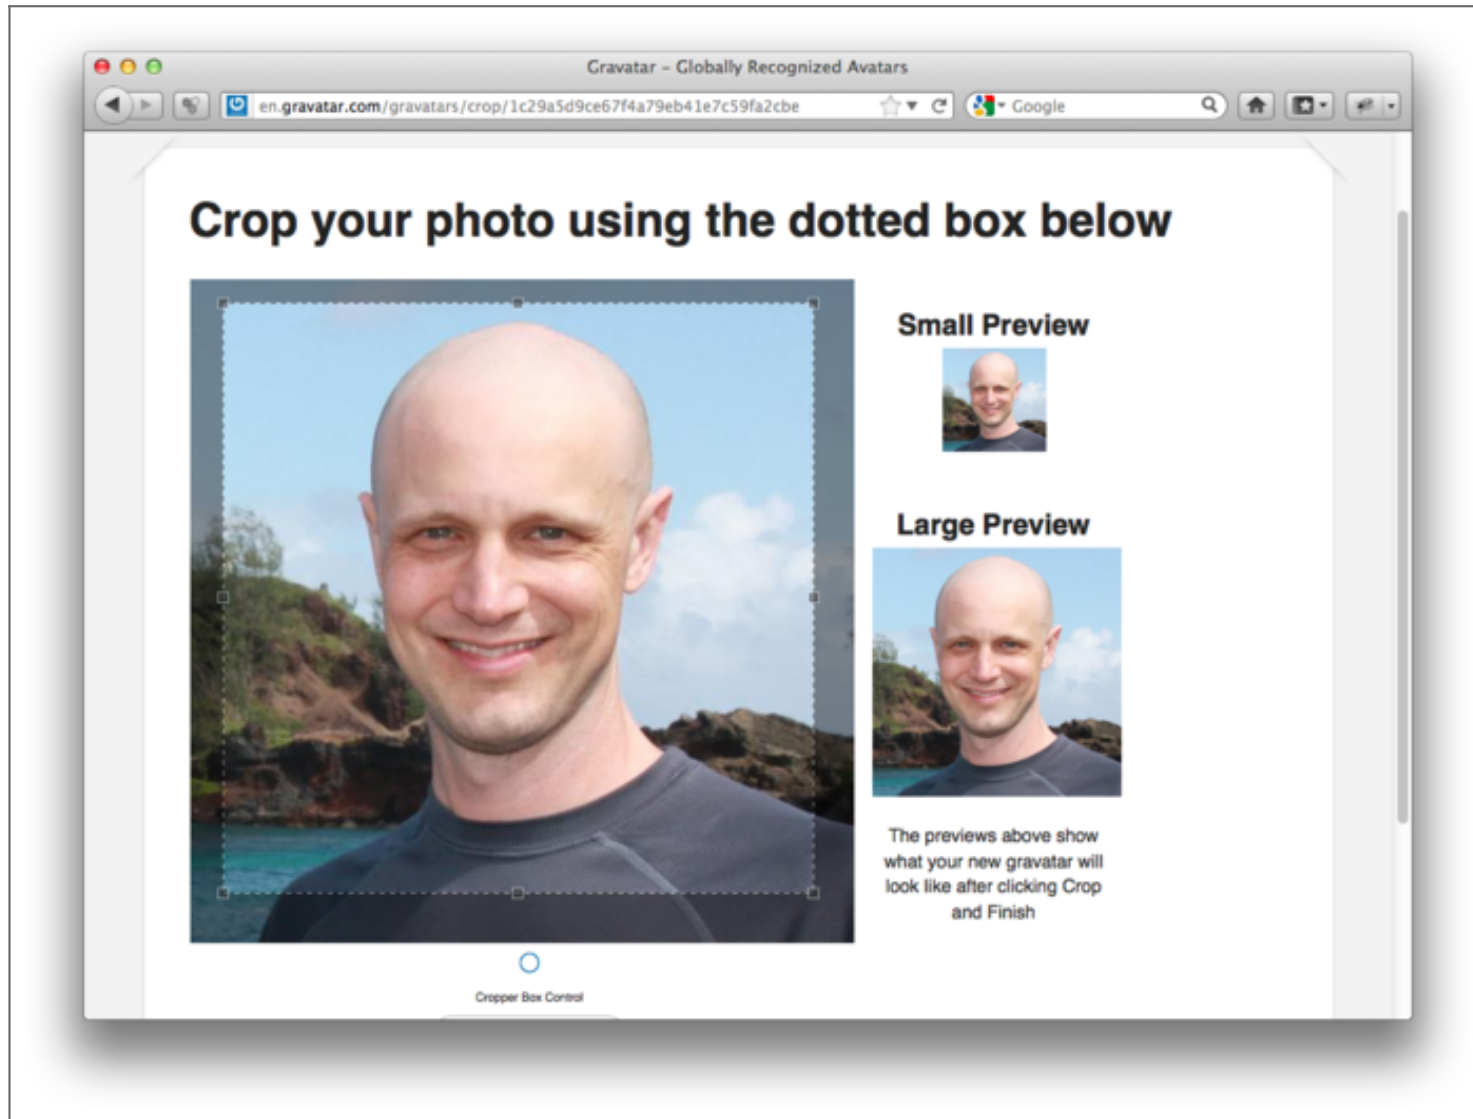 Gravatar – Globally Recognized Avatars
en.gravatar.com/gravatars/crop/1c29a5d9ce67f4a79eb41e7c59fa2cbe
Google
Crop your photo using the dotted box below
Small Preview
Large Preview
The previews above show
what your new gravatar will
look like after clicking Crop
and Finish
Cropper Box Control